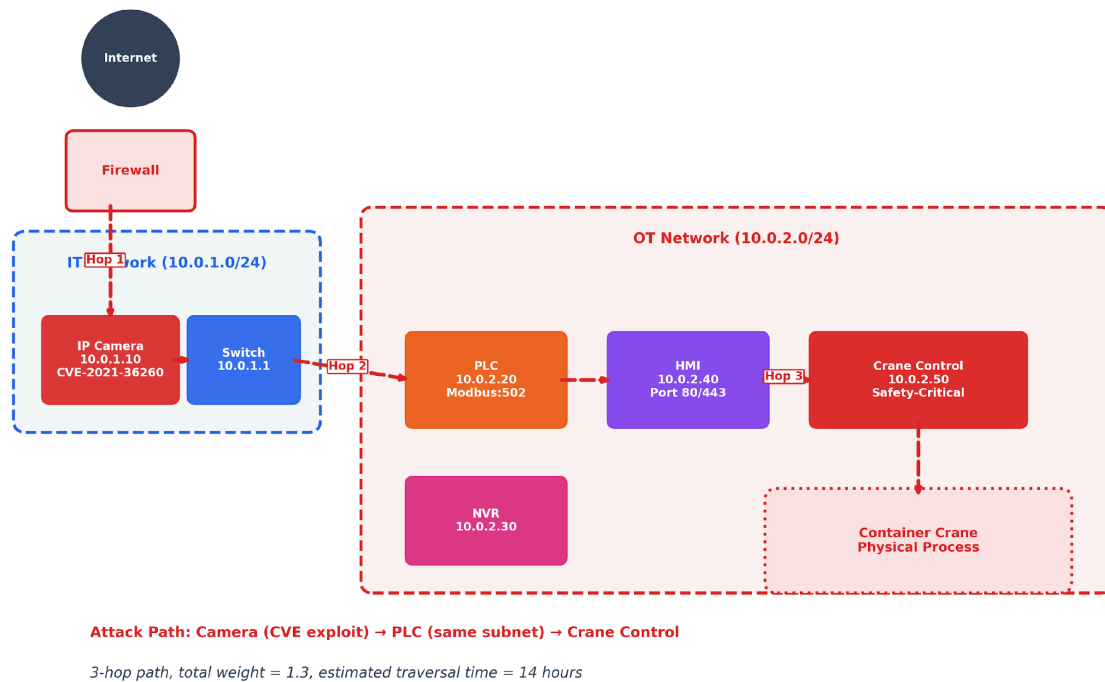 Internet
Firewall
OT Network (10.0.2.0/24)
IT
work (10.0.1.0/24)
Hop 1
IP Camera
10.0.1.10
CVE-2021-36260
Switch
10.0.1.1
Hop 2
PLC
10.0.2.20
Modbus:502
HMI
10.0.2.40
Port 80/443
Hop 3
Crane Control
10.0.2.50
Safety-Critical
NVR
10.0.2.30
Container Crane
Physical Process
Attack Path: Camera (CVE exploit) → PLC (same subnet) → Crane Control
3-hop path, total weight = 1.3, estimated traversal time = 14 hours